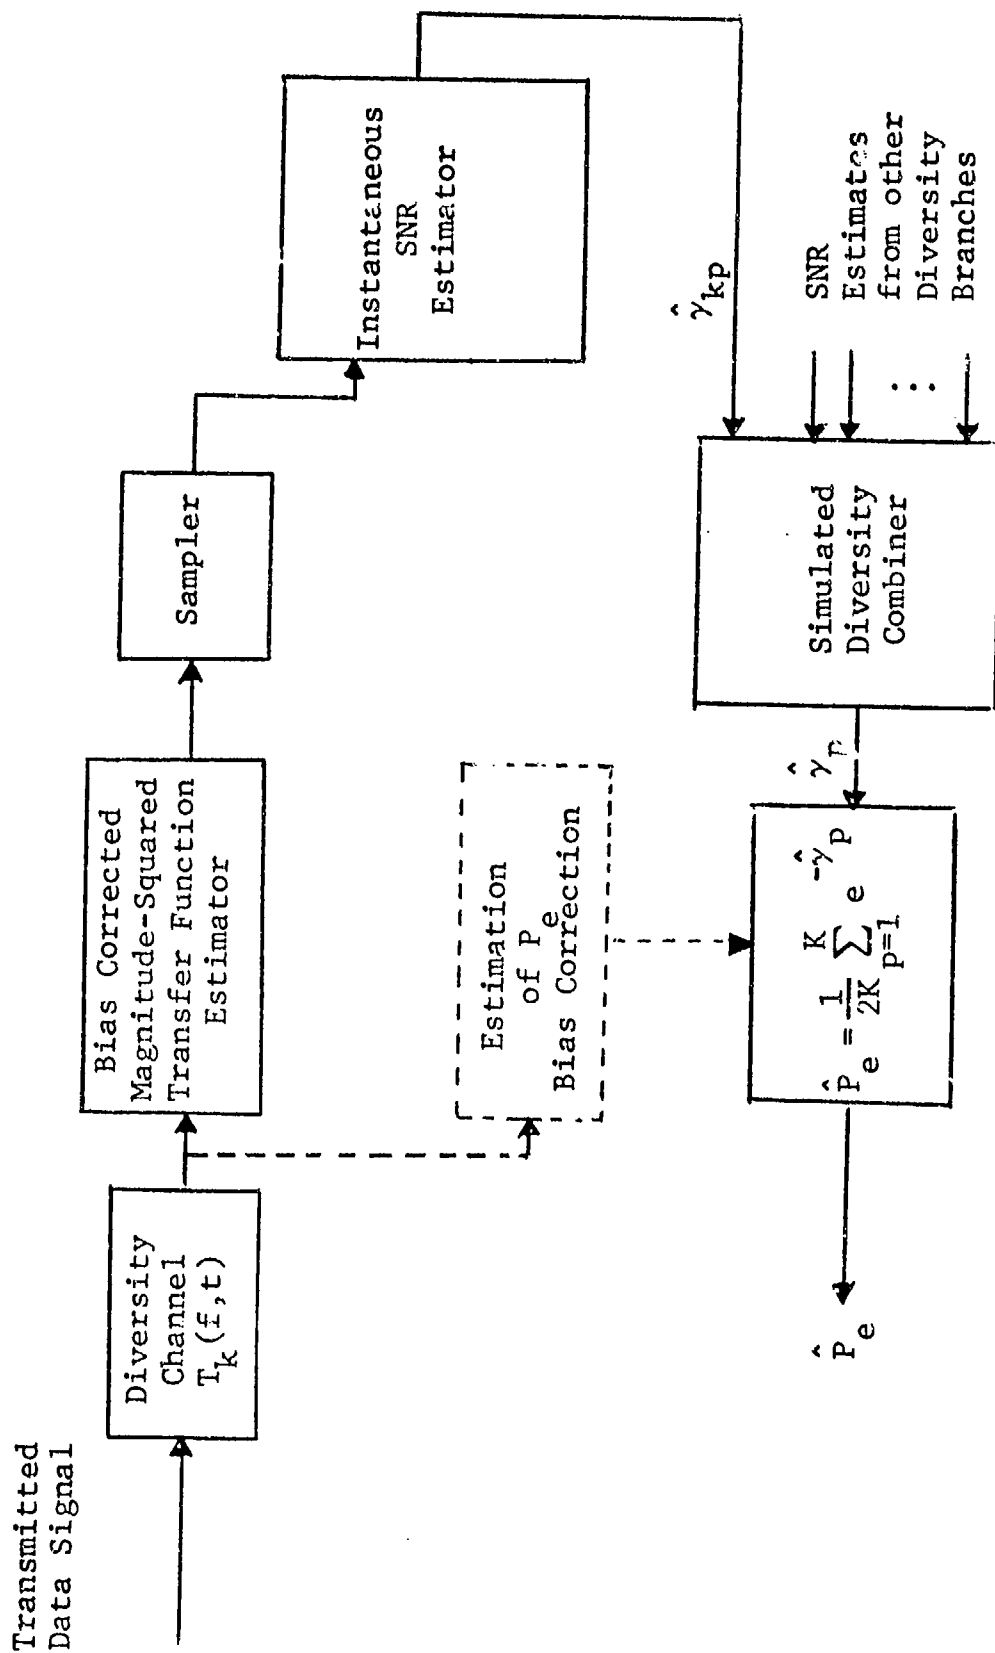 Transmitted
Data Signal
Diversity
Channel
T_k(f,t)
Bias Corrected
Magnitude-Squared
Transfer Function
Estimator
Sampler
Instantaneous
SNR
Estimator
Estimation
of P_e
Bias Correction
γ̂_kp
SNR
Estimates
from other
Diversity
Branches
Simulated
Diversity
Combiner
γ̂_p
P̂_e = 1/2K K∑p=1 e^-γ̂_p
P̂_e